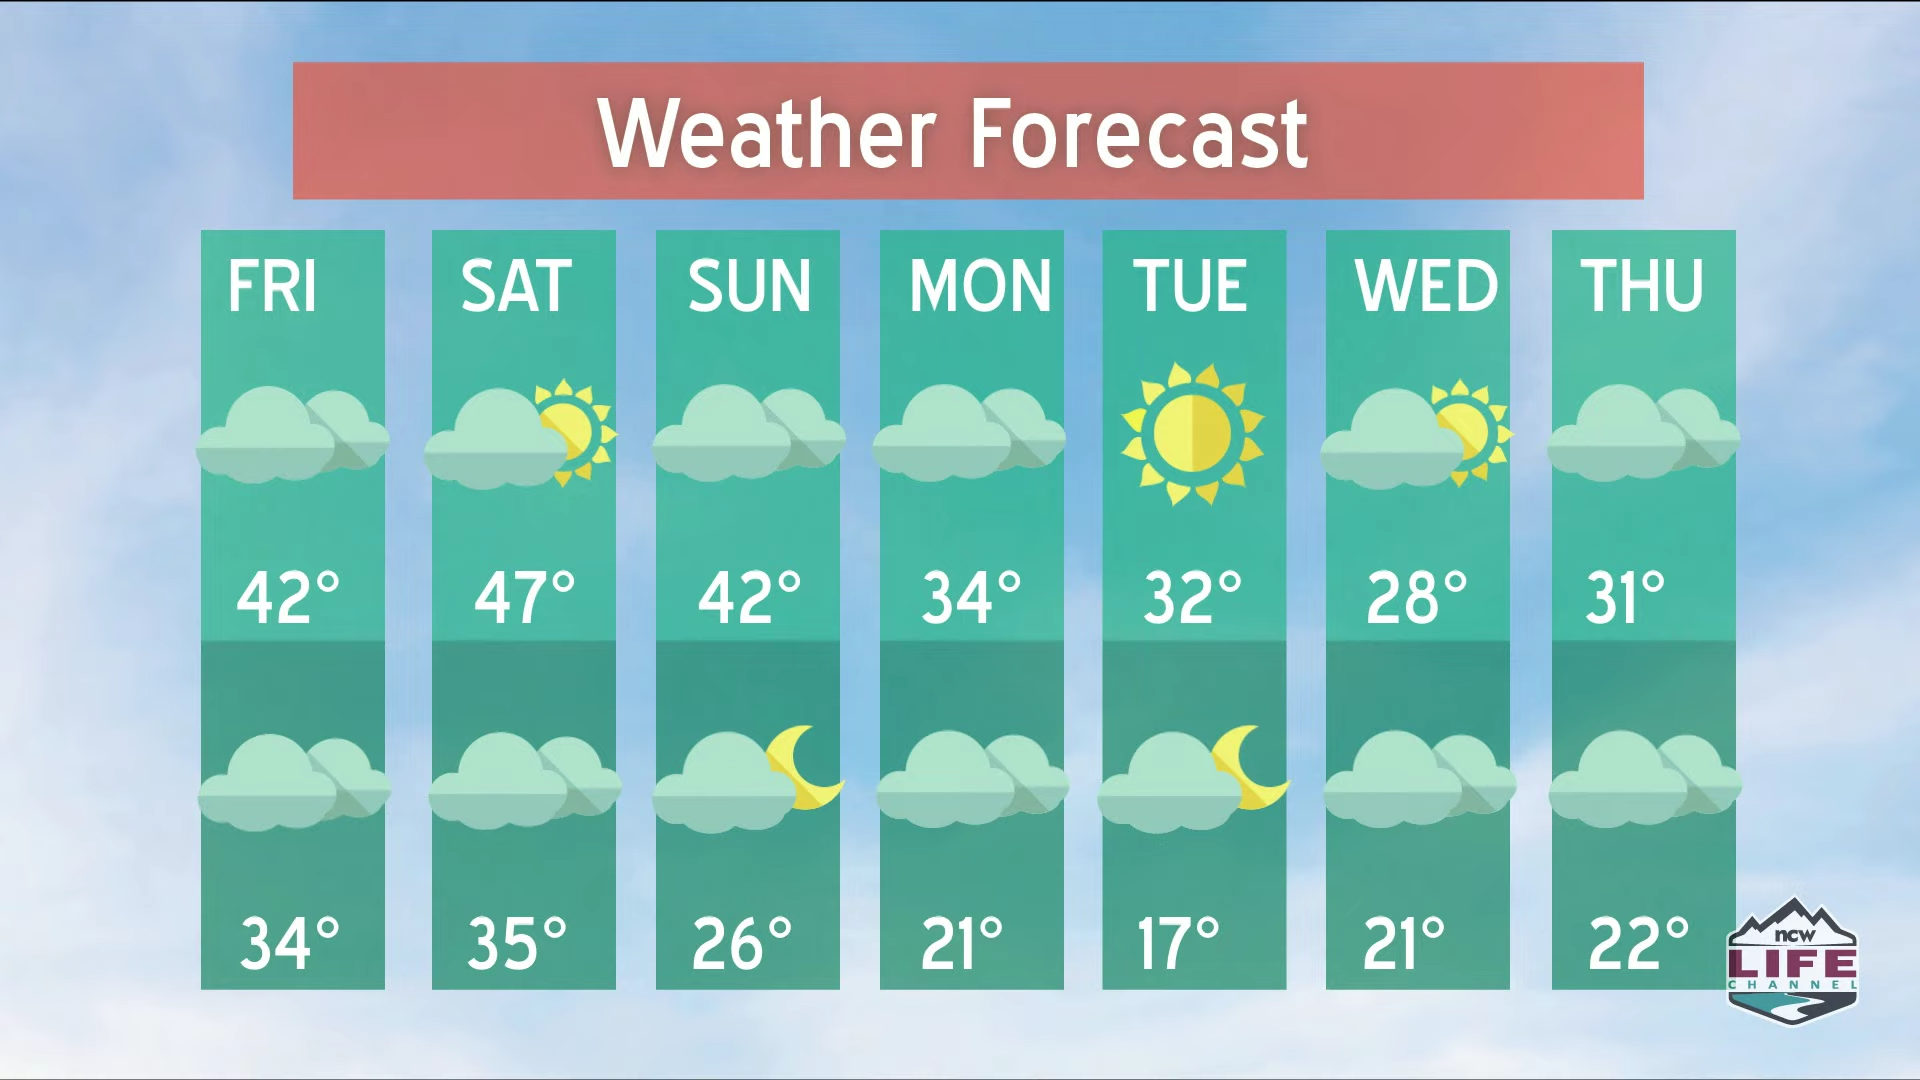 Weather Forecast
FRI SAT SUN MON TUE WED THU
42° 47° 42° 34° 32° 28° 31°
34° 35° 26° 21° 17° 21° 22°
ncw
LIFE
CHANNEL